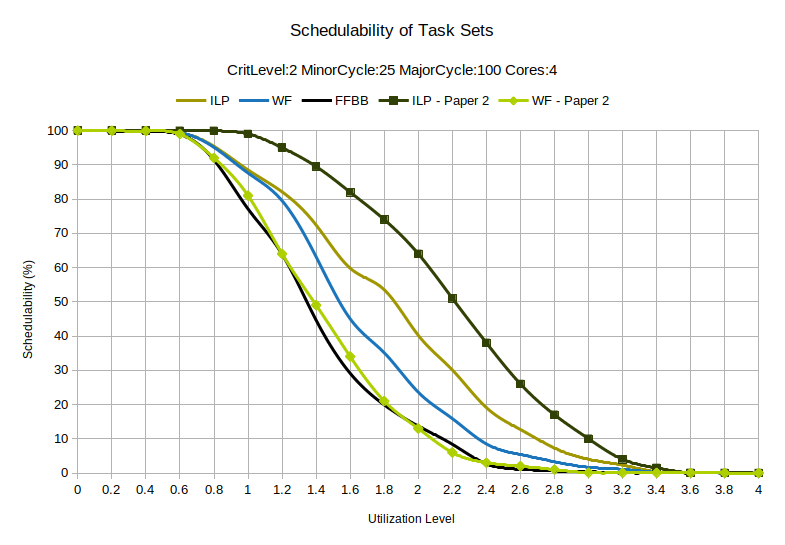 Schedulability of Task Sets
CritLevel:2 MinorCycle:25 MajorCycle:100 Cores:4
ILP WF FFBB ILP - Paper 2 WF - Paper 2
100
90
80
70
60
50
40
30
20
10
0
Schedulability (%)
0 0.2 0.4 0.6 0.8 1 1.2 1.4 1.6 1.8 2 2.2 2.4 2.6 2.8 3 3.2 3.4 3.6 3.8 4
Utilization Level